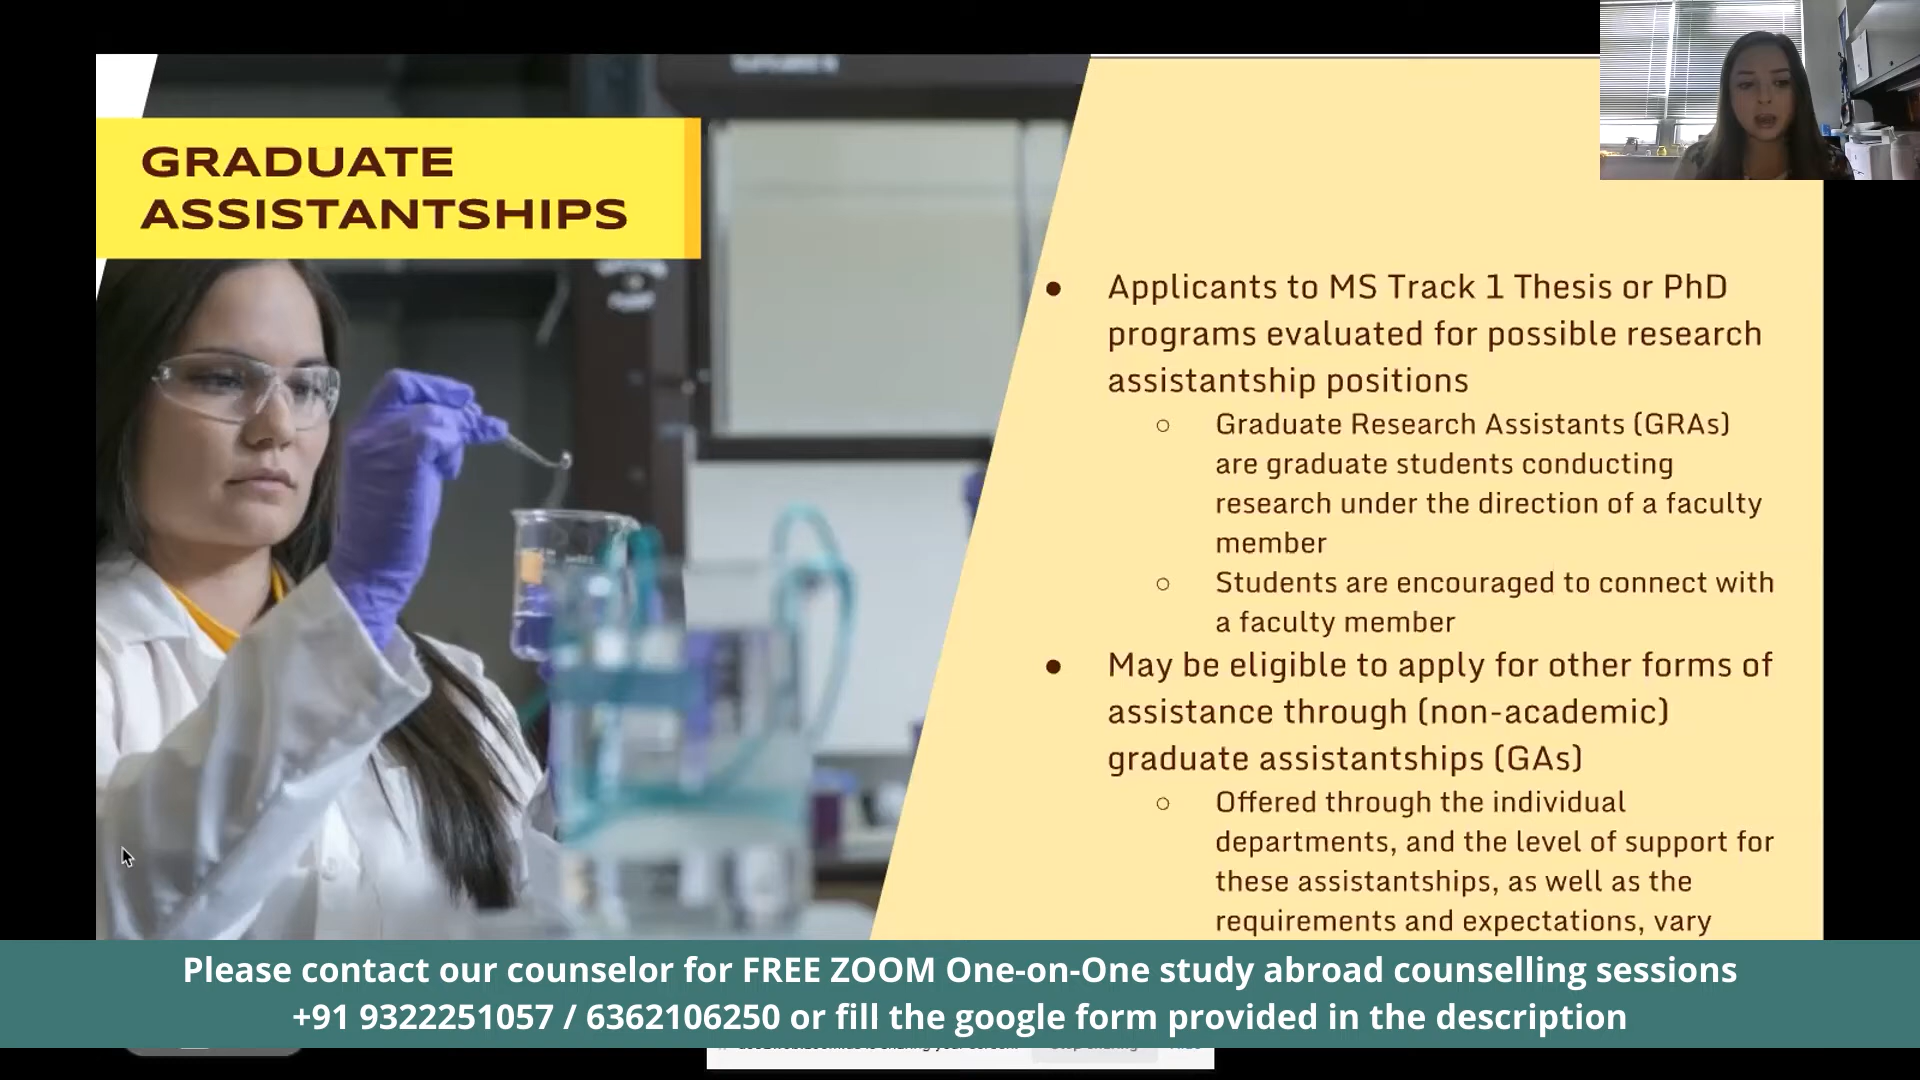 GRADUATE
ASSISTANTSHIPS
● Applicants to MS Track 1 Thesis or PhD
programs evaluated for possible research
assistantship positions
○ Graduate Research Assistants (GRAs)
are graduate students conducting
research under the direction of a faculty
member
○ Students are encouraged to connect with
a faculty member
● May be eligible to apply for other forms of
assistance through (non-academic)
graduate assistantships (GAs)
○ Offered through the individual
departments, and the level of support for
these assistantships, as well as the
requirements and expectations, vary
Please contact our counselor for FREE ZOOM One-on-One study abroad counselling sessions
+91 9322251057 / 6362106250 or fill the google form provided in the description